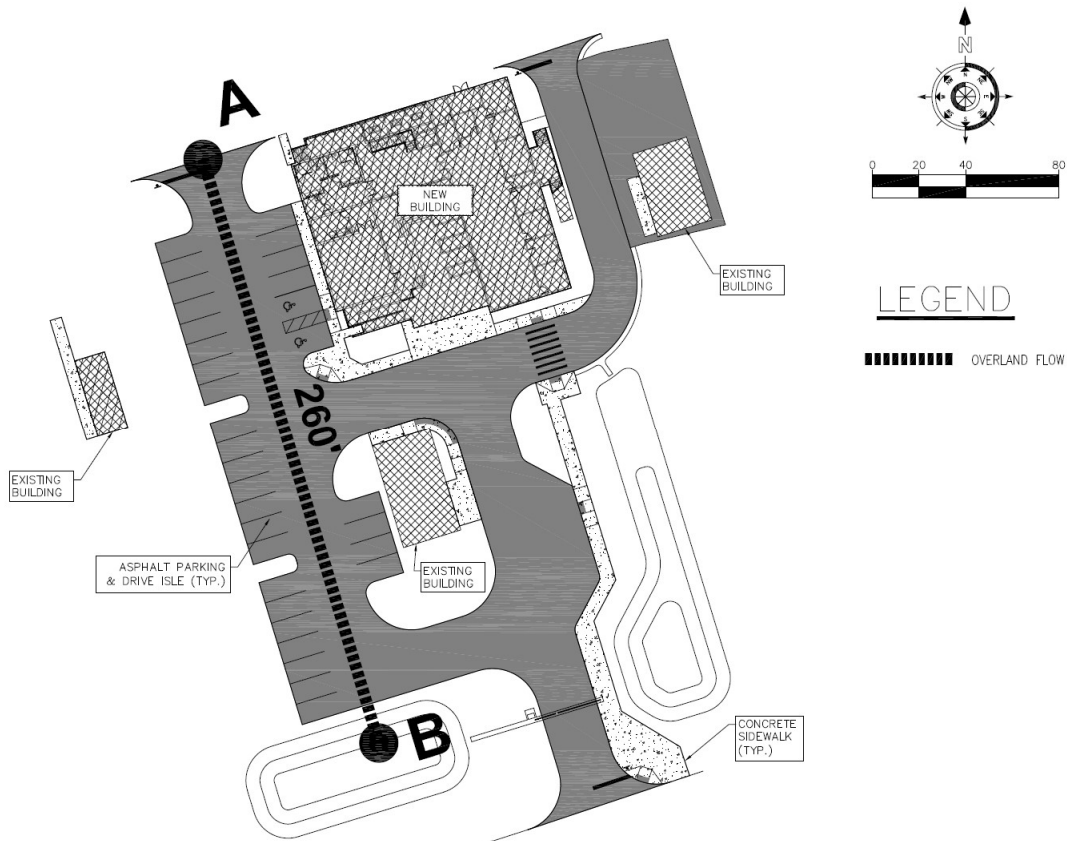 A
N
0 20 40 80
NEW
BUILDING
EXISTING
BUILDING
LEGEND
OVERLAND FLOW
260'
EXISTING
BUILDING
ASPHALT PARKING
& DRIVE ISLE (TYP.)
EXISTING
BUILDING
B
CONCRETE
SIDEWALK
(TYP.)